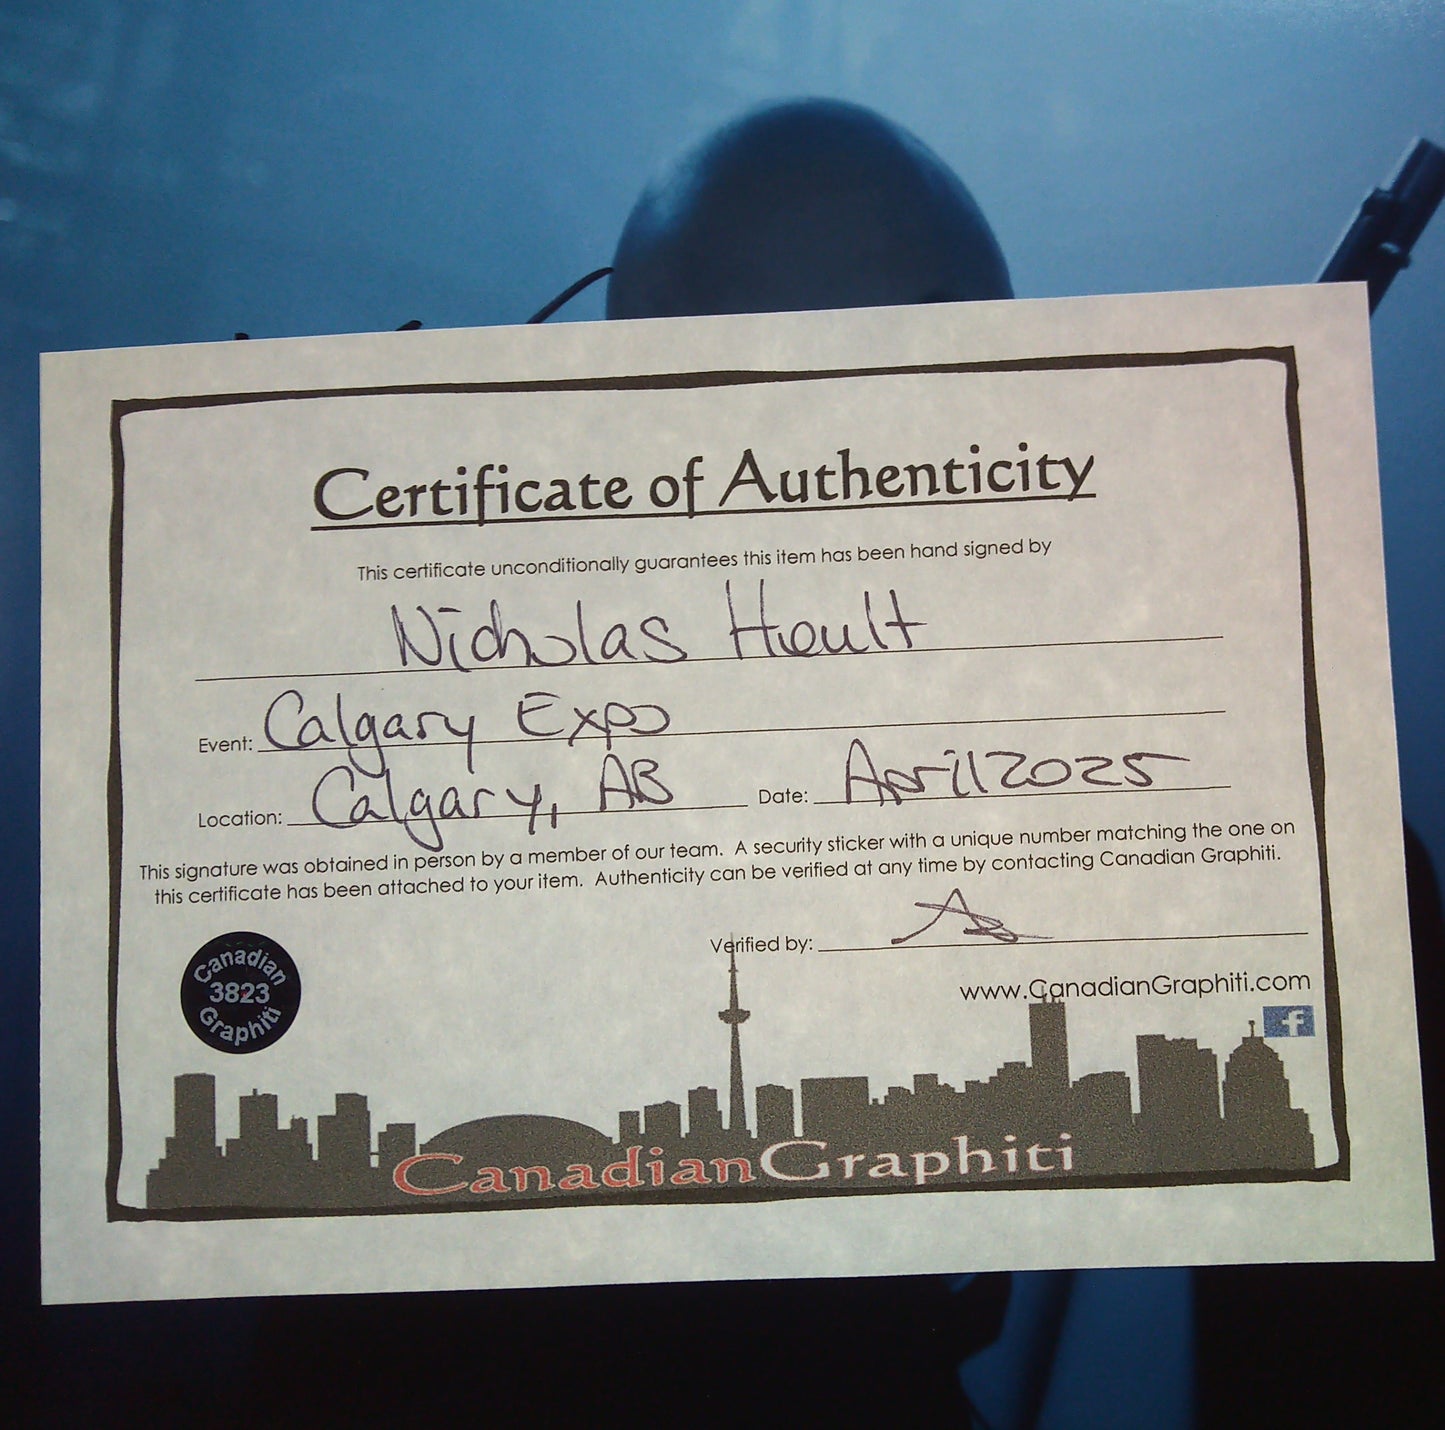 Certificate of Authenticity
This certificate unconditionally guarantees this item has been hand signed by
Nicholas Hoult
Event: Calgary Expo
Location: Calgary, AB Date: April 2025
This signature was obtained in person by a member of our team. A security sticker with a unique number matching the one on
this certificate has been attached to your item. Authenticity can be verified at any time by contacting Canadian Graphiti.
Verified by:
www.CanadianGraphiti.com
f
Canadian
3823
Graphiti
CanadianGraphiti